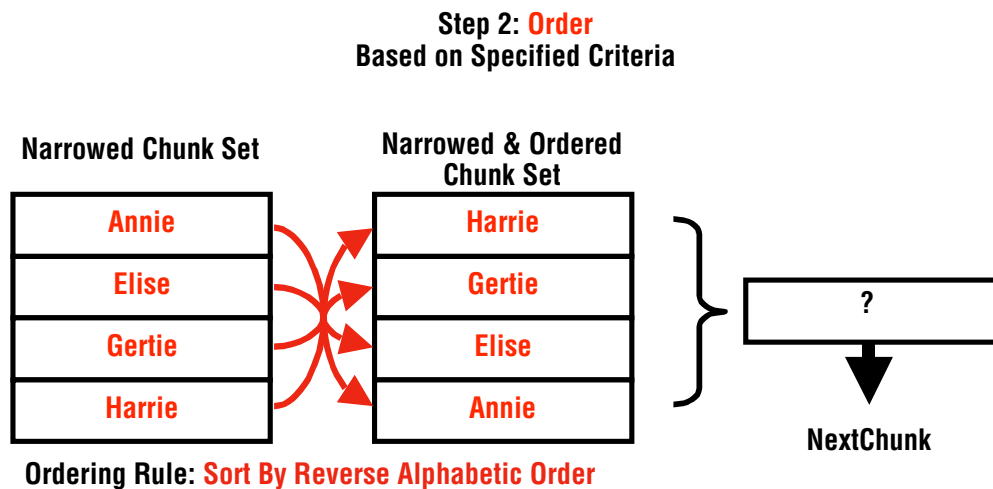 Step 2: Order
Based on Specified Criteria
Narrowed Chunk Set
Narrowed & Ordered
Chunk Set
Annie
Elise
Gertie
Harrie
Harrie
Gertie
Elise
Annie
?
NextChunk
Ordering Rule: Sort By Reverse Alphabetic Order